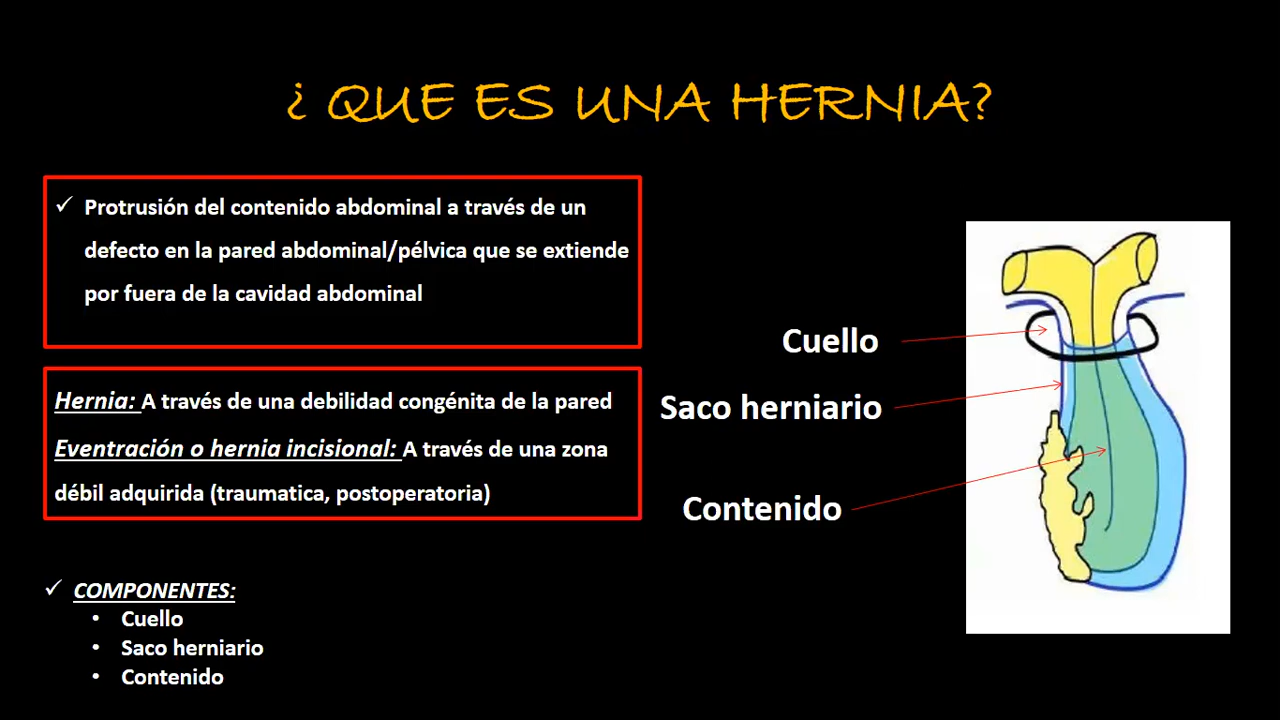 ¿ QUE ES UNA HERNIA?
✓ Protrusión del contenido abdominal a través de un
defecto en la pared abdominal/pélvica que se extiende
por fuera de la cavidad abdominal
Hernia: A través de una debilidad congénita de la pared
Eventración o hernia incisional: A través de una zona
débil adquirida (traumatica, postoperatoria)
✓ COMPONENTES:
• Cuello
• Saco herniario
• Contenido
Cuello
Saco herniario
Contenido